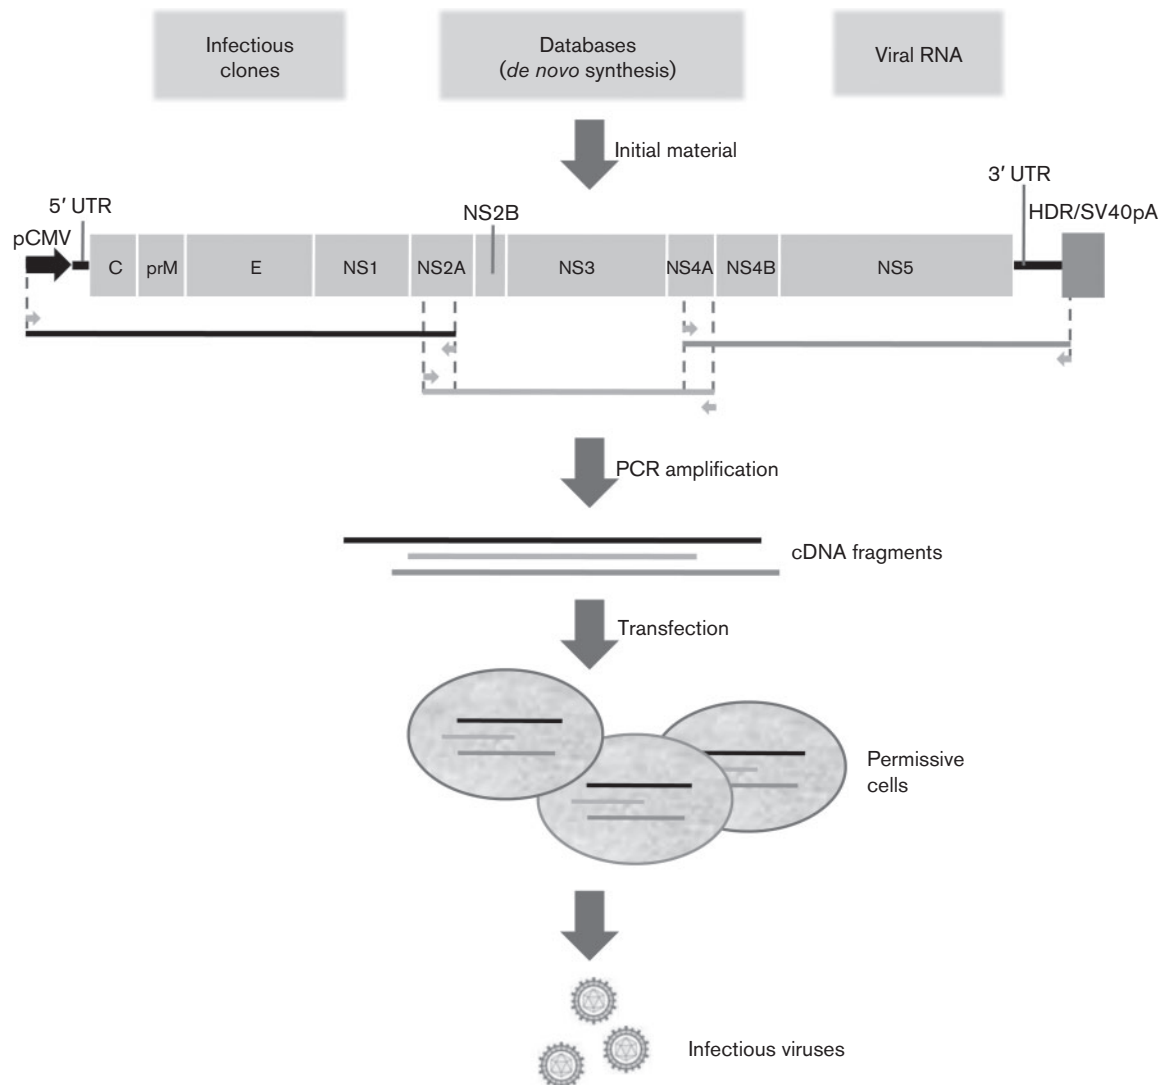 Infectious
clones
Databases
(de novo synthesis)
Viral RNA
Initial material
5′ UTR
pCMV
NS2B
3′ UTR
HDR/SV40pA
C
prM
E
NS1
NS2A
NS3
NS4A
NS4B
NS5
PCR amplification
cDNA fragments
Transfection
Permissive
cells
Infectious viruses